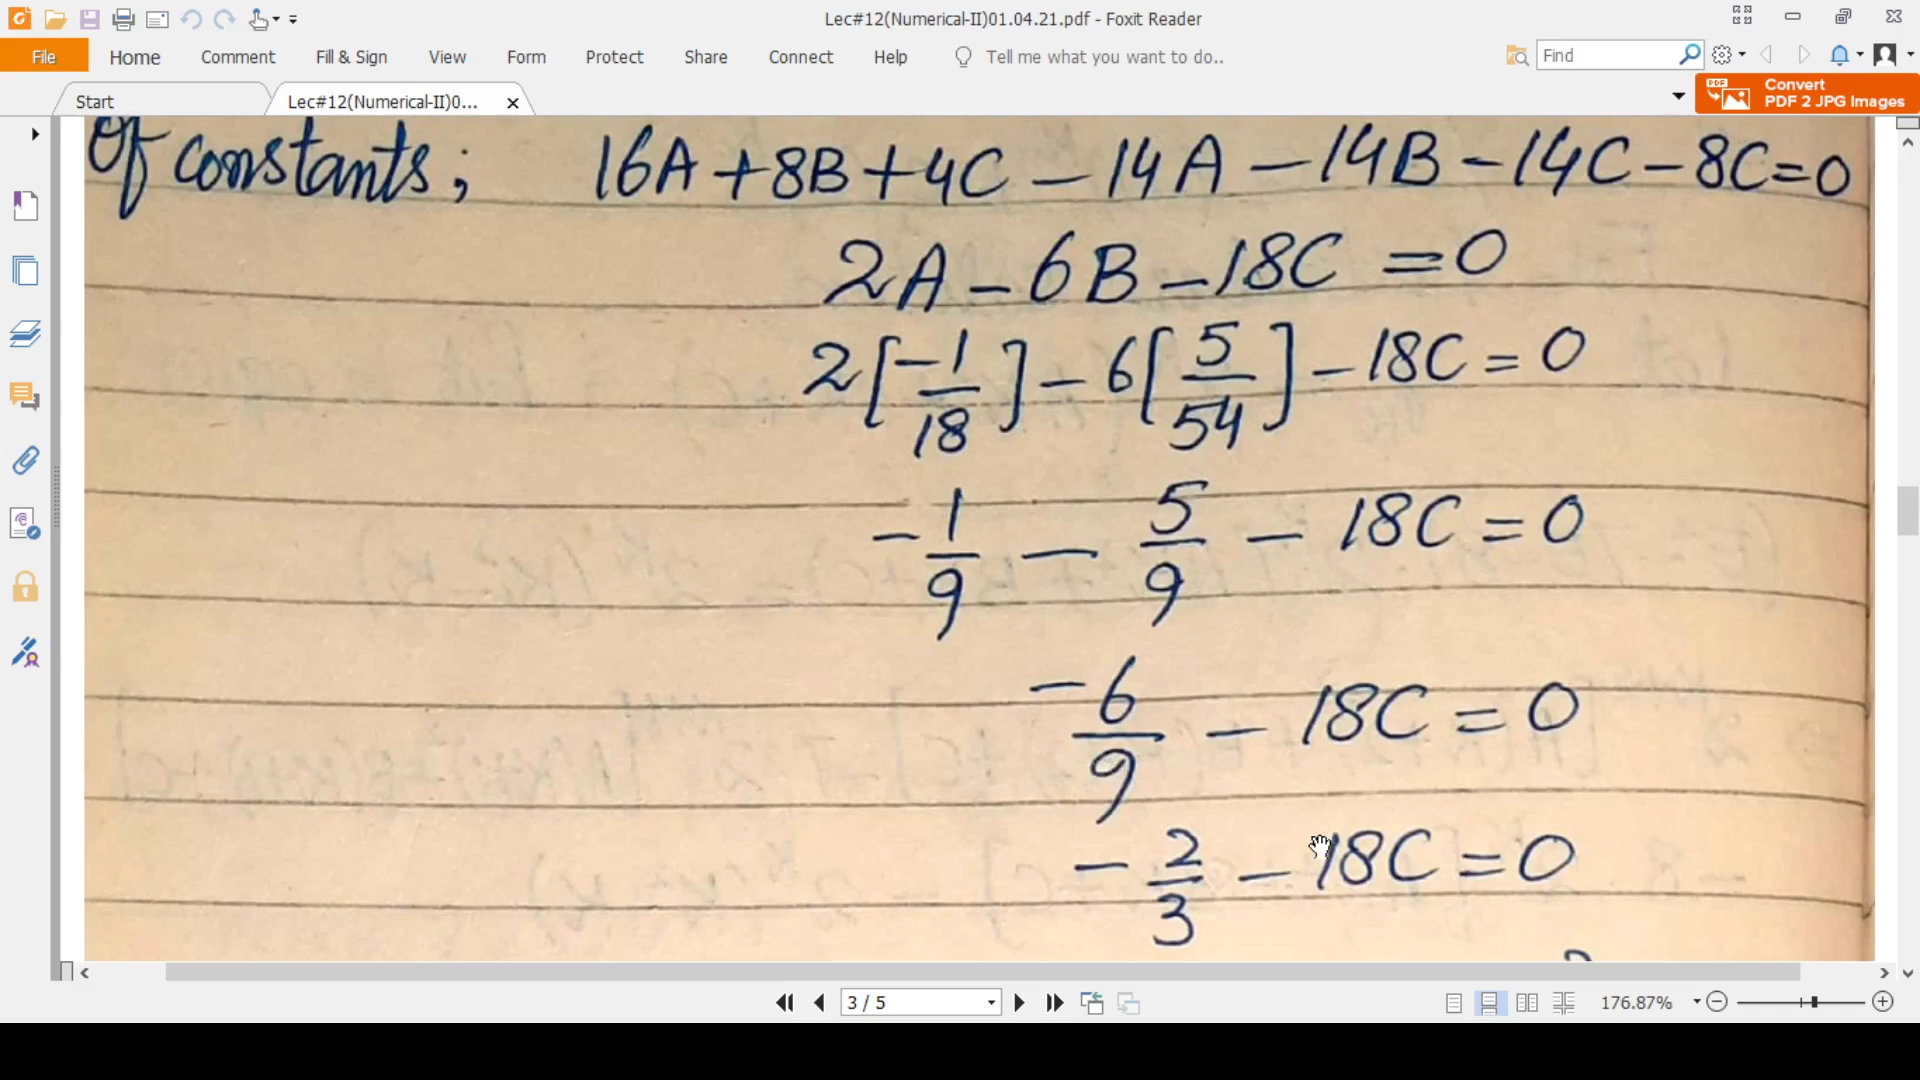 Lec#12(Numerical-II)01.04.21.pdf - Foxit Reader
File Home Comment Fill & Sign View Form Protect Share Connect Help Tell me what you want to do.. Find
Start Lec#12(Numerical-II)0...
Convert
PDF 2 JPG Images
Of constants; 16A+8B+4C-14A-14B-14C-8C=0
2A-6B-18C=0
2[-1/18]-6[5/54]-18C=0
-1/9-5/9-18C=0
-6/9-18C=0
-2/3-18C=0
3 / 5 176.87%